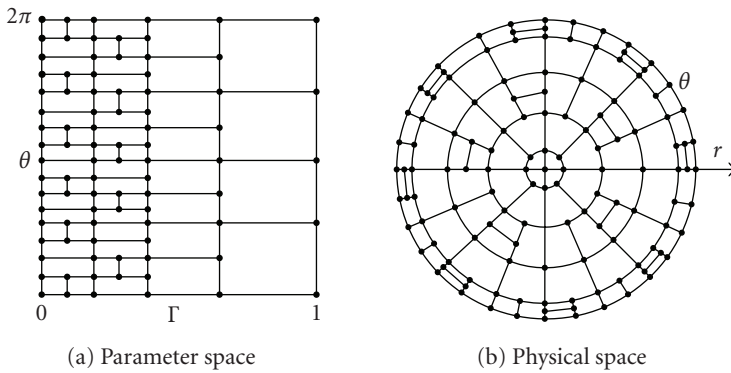 2π
θ
0 Γ 1
(a) Parameter space
θ
r
(b) Physical space